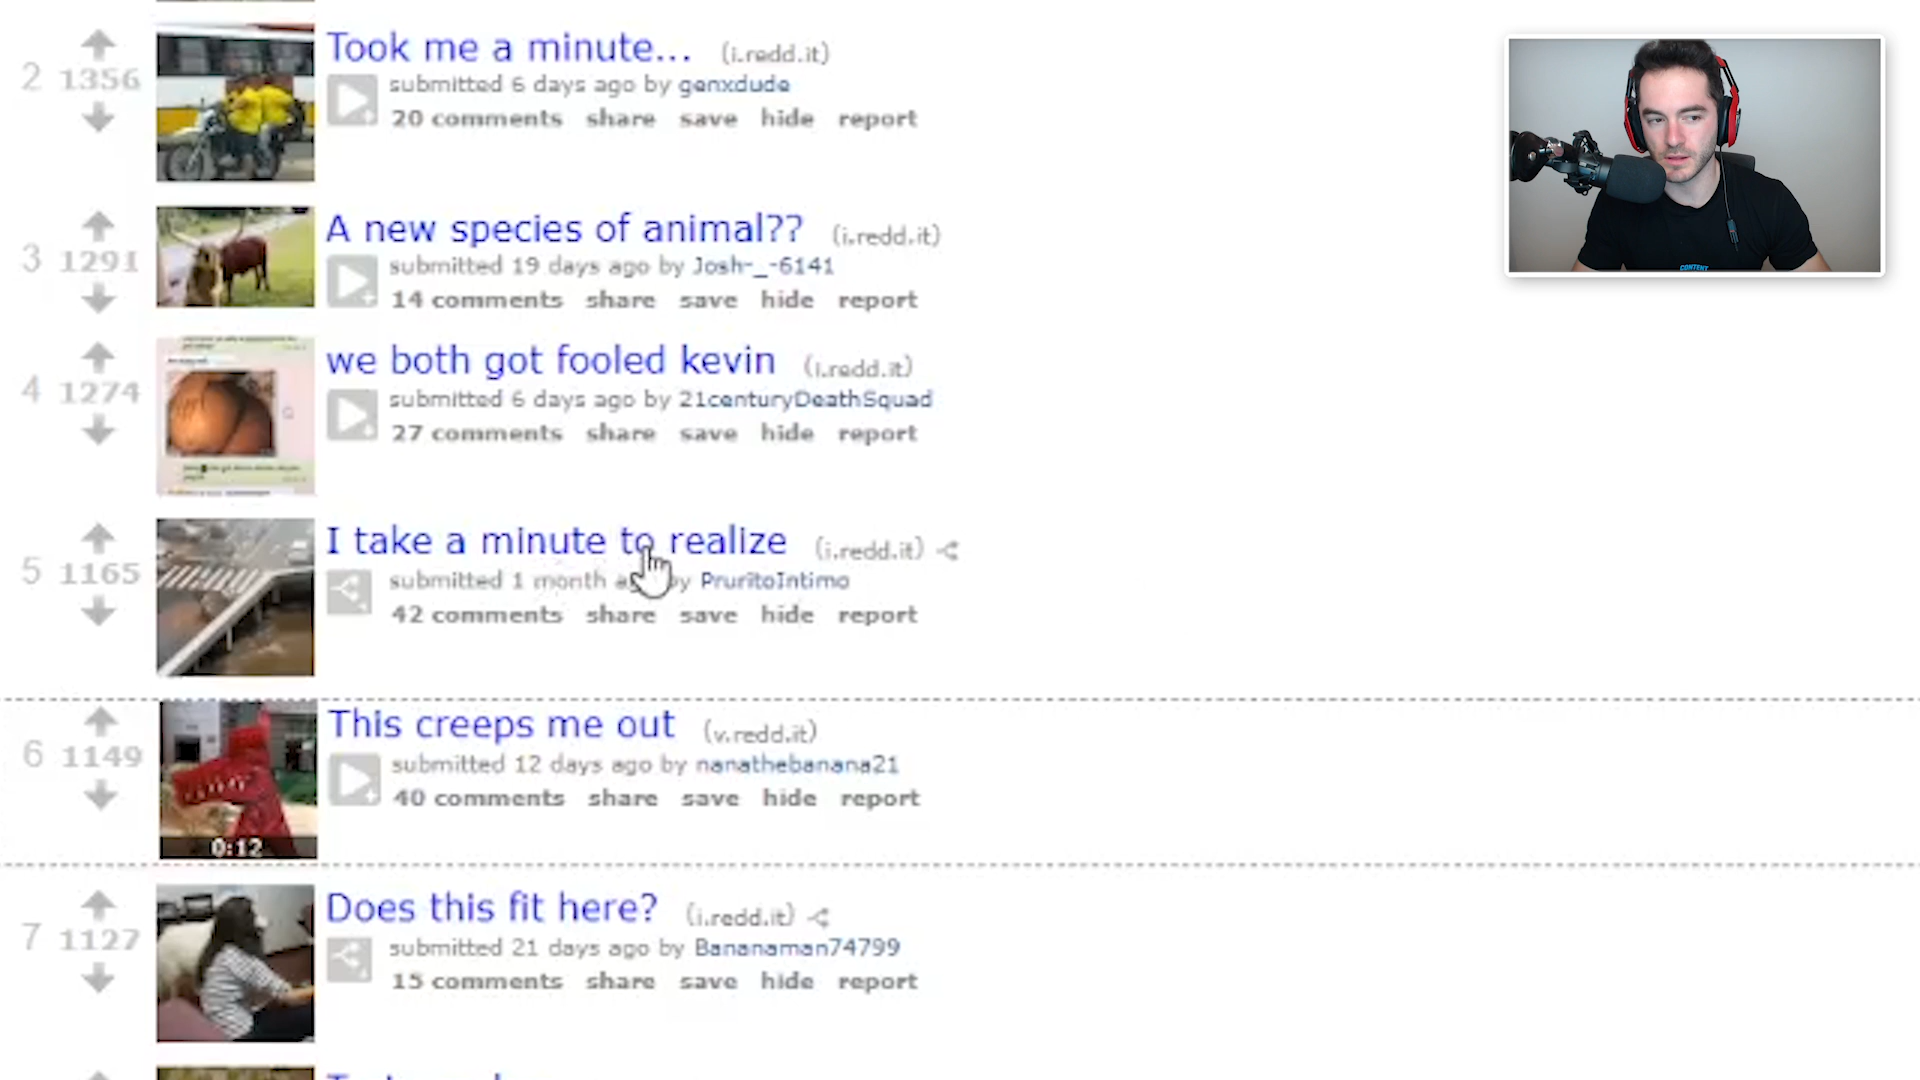 2
1356
Took me a minute... (i.redd.it)
submitted 6 days ago by genxdude
20 comments share save hide report
3
1291
A new species of animal?? (i.redd.it)
submitted 19 days ago by Josh-_-6141
14 comments share save hide report
4
1274
we both got fooled kevin (i.redd.it)
submitted 6 days ago by 21centuryDeathSquad
27 comments share save hide report
5
1165
I take a minute to realize (i.redd.it)
submitted 1 month by PruritoIntimo
42 comments share save hide report
6
1149
This creeps me out (v.redd.it)
submitted 12 days ago by nanathebanana21
40 comments share save hide report
0:12
7
1127
Does this fit here? (i.redd.it)
submitted 21 days ago by Bananaman74799
15 comments share save hide report
CONTENT